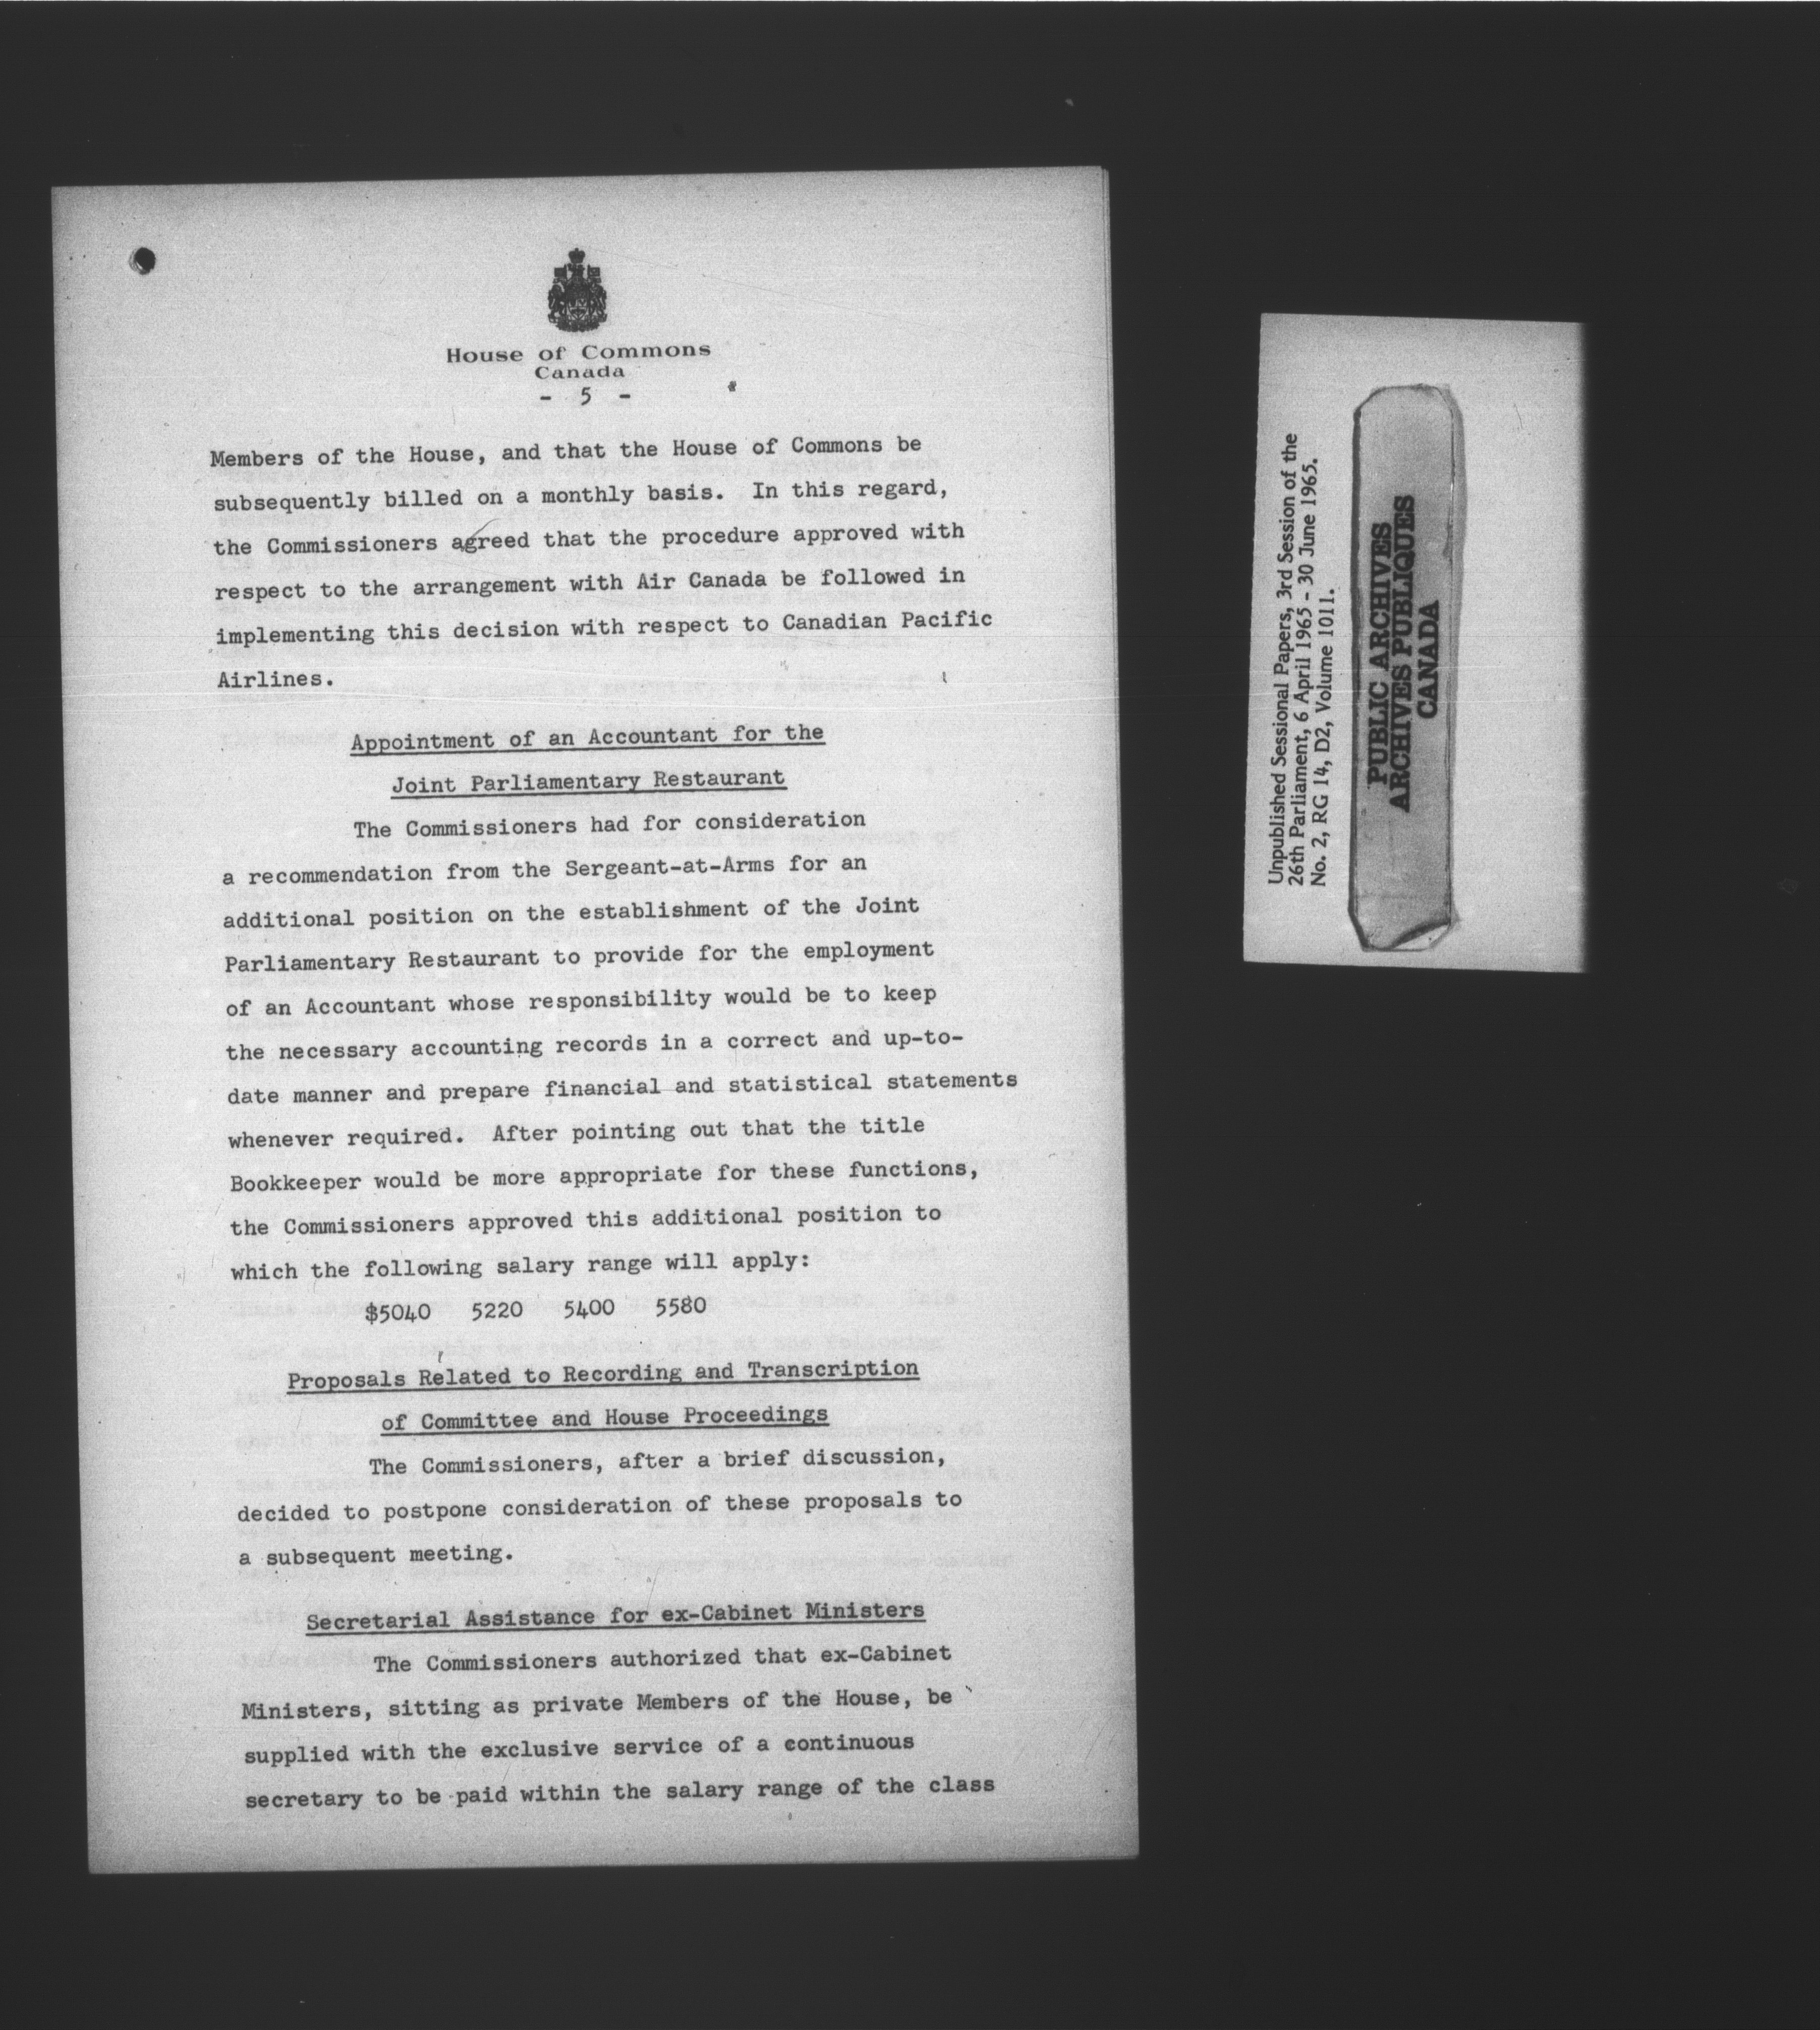 House of Commons
Canada
- 5 -
Members of the House, and that the House of Commons be
subsequently billed on a monthly basis. In this regard,
the Commissioners agreed that the procedure approved with
respect to the arrangement with Air Canada be followed in
implementing this decision with respect to Canadian Pacific
Airlines.
Appointment of an Accountant for the
Joint Parliamentary Restaurant
The Commissioners had for consideration
a recommendation from the Sergeant-at-Arms for an
additional position on the establishment of the Joint
Parliamentary Restaurant to provide for the employment
of an Accountant whose responsibility would be to keep
the necessary accounting records in a correct and up-to-
date manner and prepare financial and statistical statements
whenever required. After pointing out that the title
Bookkeeper would be more appropriate for these functions,
the Commissioners approved this additional position to
which the following salary range will apply:
$5040 5220 5400 5580
Proposals Related to Recording and Transcription
of Committee and House Proceedings
The Commissioners, after a brief discussion,
decided to postpone consideration of these proposals to
a subsequent meeting.
Secretarial Assistance for ex-Cabinet Ministers
The Commissioners authorized that ex-Cabinet
Ministers, sitting as private Members of the House, be
supplied with the exclusive service of a continuous
secretary to be paid within the salary range of the class
Unpublished Sessional Papers, 3rd Session of the
26th Parliament, 6 April 1965 - 30 June 1965.
No. 2, RG 14, D2, Volume 1011.
PUBLIC ARCHIVES
ARCHIVES PUBLIQUES
CANADA